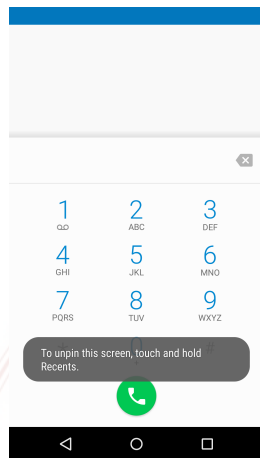 1 2 3
ABC DEF
4 5 6
GHI JKL MNO
7 8 9
PQRS TUV WXYZ
To unpin this screen, touch and hold
Recents.